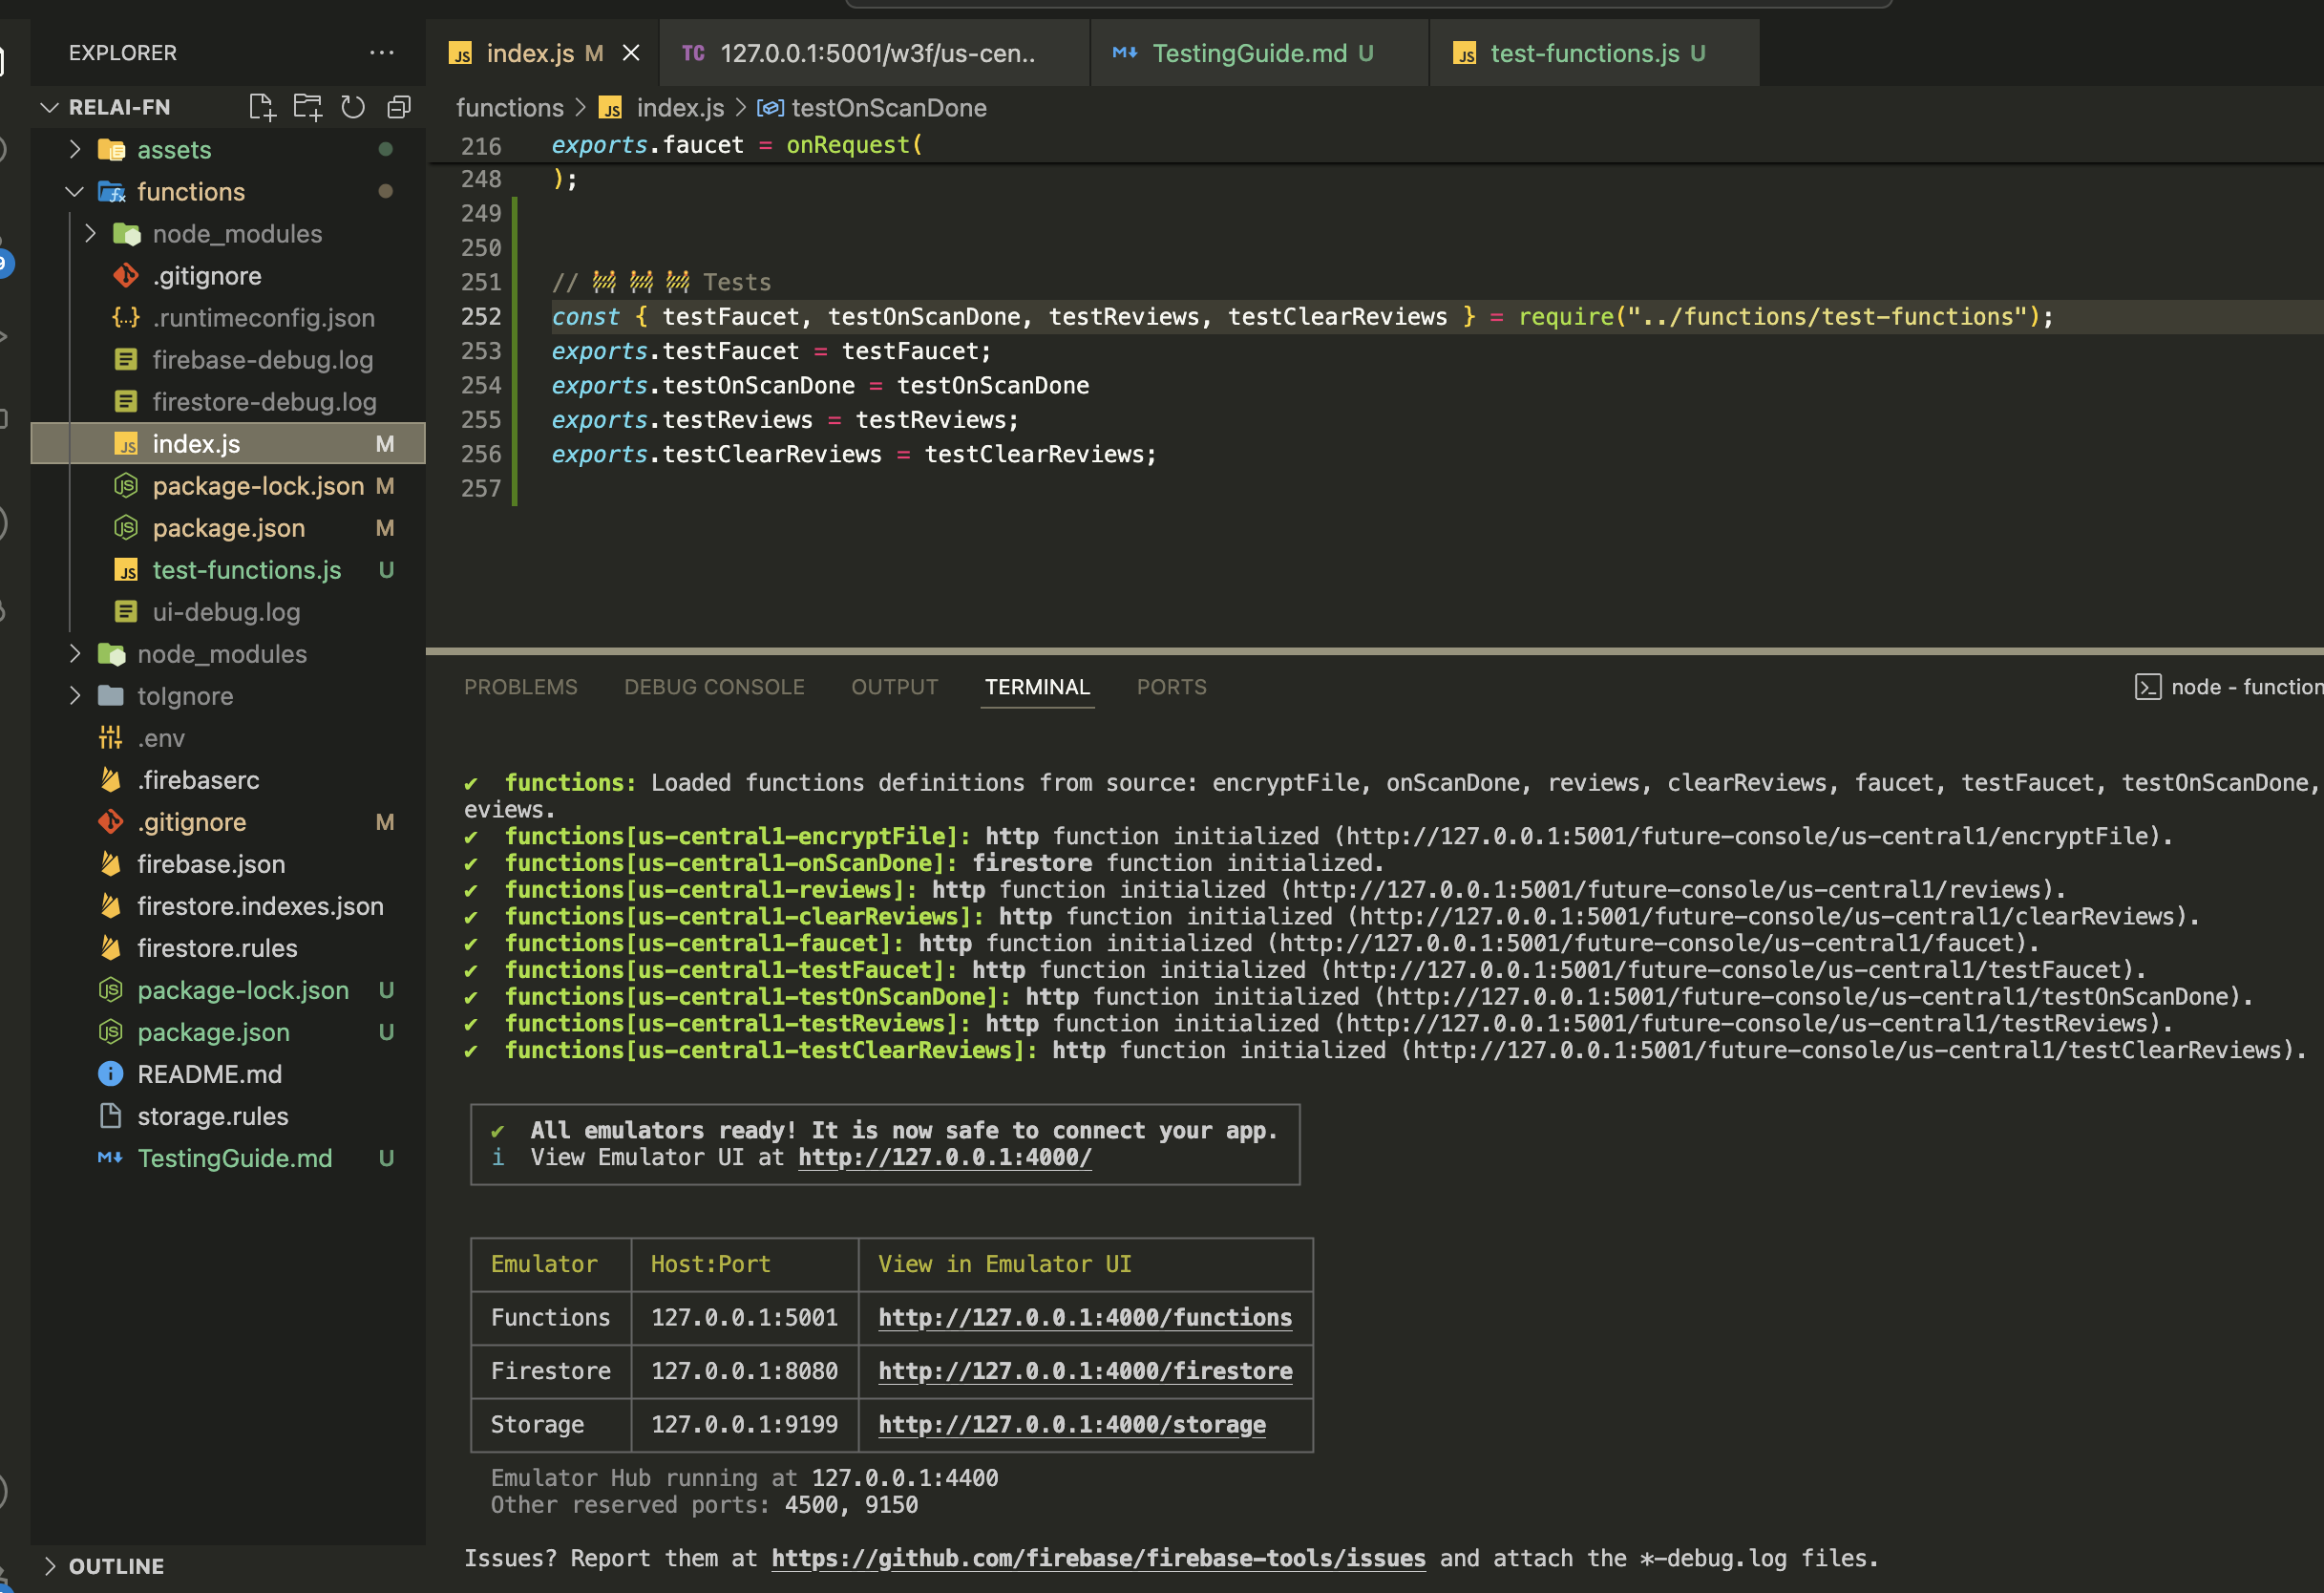 EXPLORER
RELAI-FN
assets
functions
node_modules
.gitignore
.runtimeconfig.json
firebase-debug.log
firestore-debug.log
index.js M
package-lock.json M
package.json M
test-functions.js U
ui-debug.log
node_modules
toIgnore
.env
.firebaserc
.gitignore M
firebase.json
firestore.indexes.json
firestore.rules
package-lock.json U
package.json U
README.md
storage.rules
TestingGuide.md U
OUTLINE
index.js M
TC 127.0.0.1:5001/w3f/us-cen..
TestingGuide.md U
test-functions.js U
functions > index.js > testOnScanDone
216 exports.faucet = onRequest(
248 );
249
250
251 // 🚧 🚧 🚧 Tests
252 const { testFaucet, testOnScanDone, testReviews, testClearReviews } = require("../functions/test-functions");
253 exports.testFaucet = testFaucet;
254 exports.testOnScanDone = testOnScanDone
255 exports.testReviews = testReviews;
256 exports.testClearReviews = testClearReviews;
257
PROBLEMS DEBUG CONSOLE OUTPUT TERMINAL PORTS
node - function
✔ functions: Loaded functions definitions from source: encryptFile, onScanDone, reviews, clearReviews, faucet, testFaucet, testOnScanDone,
eviews.
✔ functions[us-central1-encryptFile]: http function initialized (http://127.0.0.1:5001/future-console/us-central1/encryptFile).
✔ functions[us-central1-onScanDone]: firestore function initialized.
✔ functions[us-central1-reviews]: http function initialized (http://127.0.0.1:5001/future-console/us-central1/reviews).
✔ functions[us-central1-clearReviews]: http function initialized (http://127.0.0.1:5001/future-console/us-central1/clearReviews).
✔ functions[us-central1-faucet]: http function initialized (http://127.0.0.1:5001/future-console/us-central1/faucet).
✔ functions[us-central1-testFaucet]: http function initialized (http://127.0.0.1:5001/future-console/us-central1/testFaucet).
✔ functions[us-central1-testOnScanDone]: http function initialized (http://127.0.0.1:5001/future-console/us-central1/testOnScanDone).
✔ functions[us-central1-testReviews]: http function initialized (http://127.0.0.1:5001/future-console/us-central1/testReviews).
✔ functions[us-central1-testClearReviews]: http function initialized (http://127.0.0.1:5001/future-console/us-central1/testClearReviews).
✔ All emulators ready! It is now safe to connect your app.
i View Emulator UI at http://127.0.0.1:4000/
Emulator Host:Port View in Emulator UI
Functions 127.0.0.1:5001 http://127.0.0.1:4000/functions
Firestore 127.0.0.1:8080 http://127.0.0.1:4000/firestore
Storage 127.0.0.1:9199 http://127.0.0.1:4000/storage
Emulator Hub running at 127.0.0.1:4400
Other reserved ports: 4500, 9150
Issues? Report them at https://github.com/firebase/firebase-tools/issues and attach the *-debug.log files.